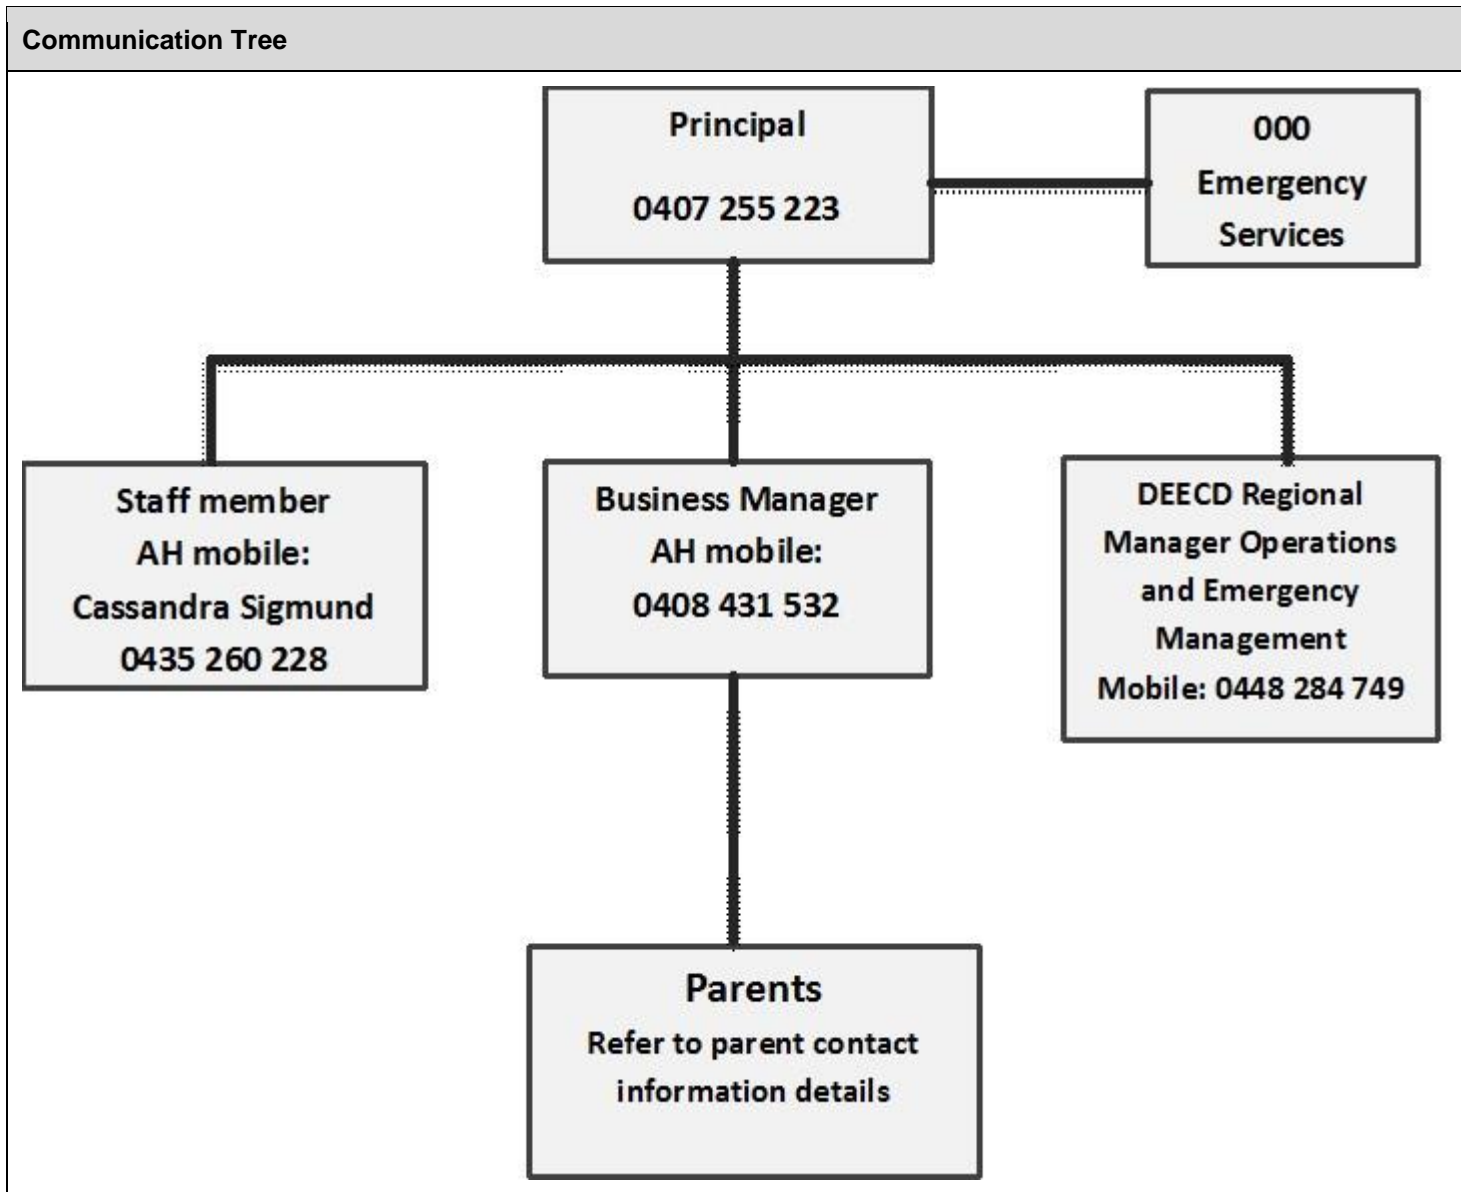 Communication Tree
Principal
0407 255 223
000
Emergency
Services
Staff member
AH mobile:
Cassandra Sigmund
0435 260 228
Business Manager
AH mobile:
0408 431 532
DEECD Regional
Manager Operations
and Emergency
Management
Mobile: 0448 284 749
Parents
Refer to parent contact
information details